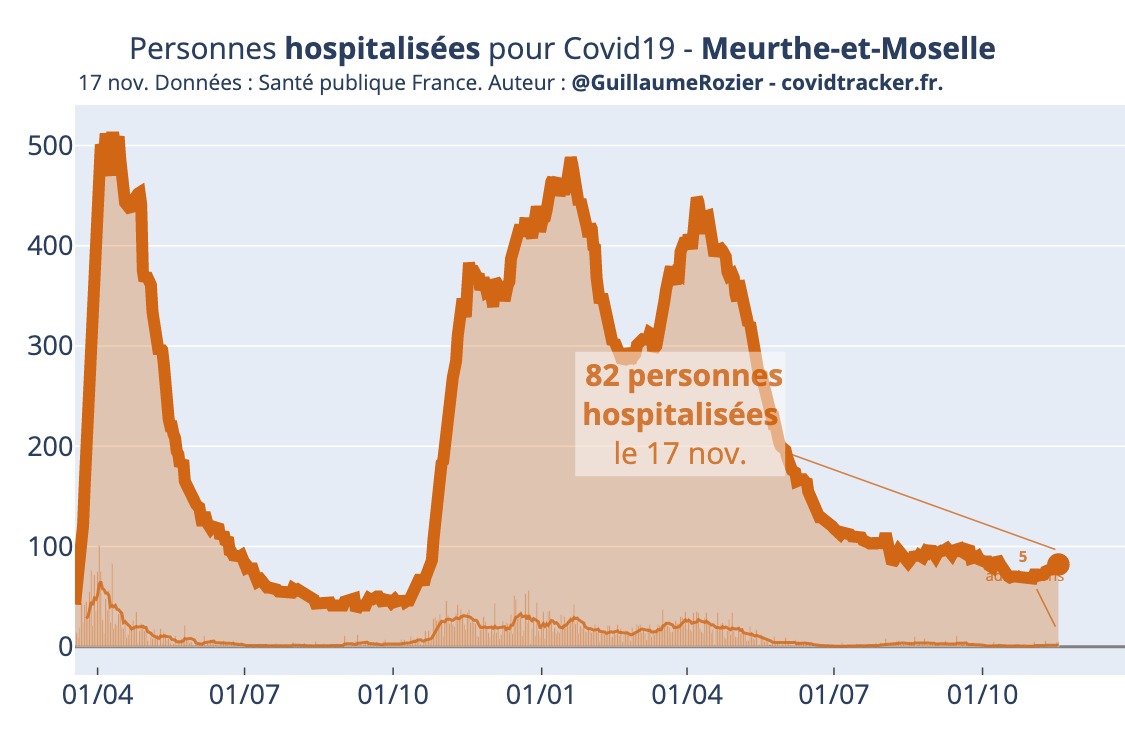 Personnes hospitalisées pour Covid19 - Meurthe-et-Moselle
17 nov. Données : Santé publique France. Auteur : @GuillaumeRozier - covidtracker.fr.
500
400
300
82 personnes
hospitalisées
le 17 nov.
200
100
5
0
01/04 01/07 01/10 01/01 01/04 01/07 01/10